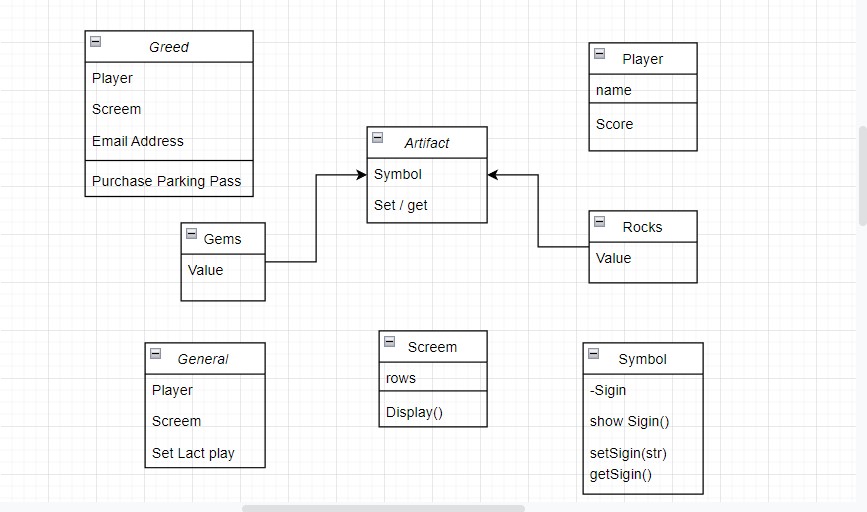 Greed
Player
Screem
Email Address
Purchase Parking Pass
Player
name
Score
Artifact
Symbol
Set / get
Gems
Value
Rocks
Value
General
Player
Screem
Set Lact play
Screem
rows
Display()
Symbol
-Sigin
show Sigin()
setSigin(str)
getSigin()